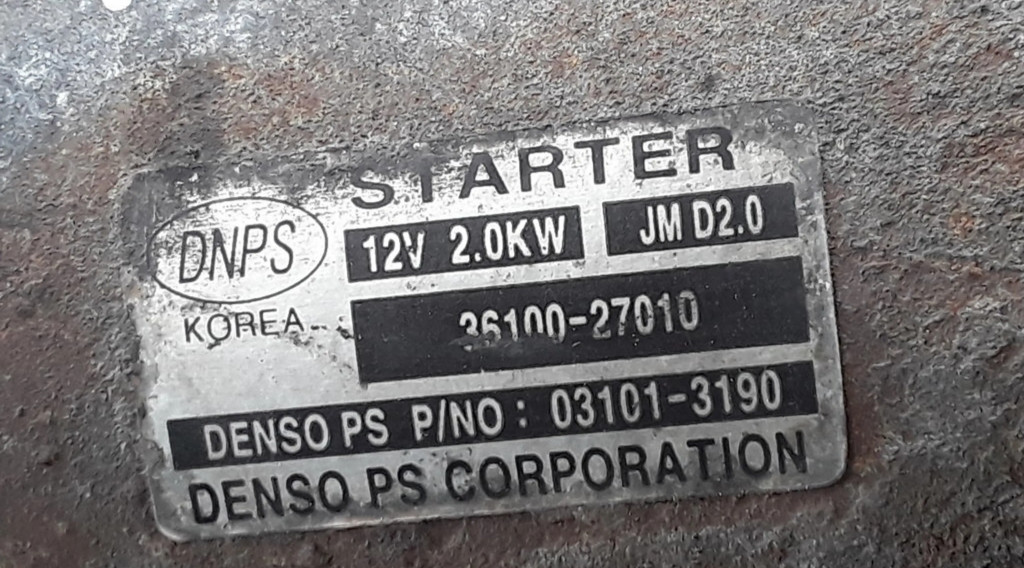 STARTER
DNPS
12V 2.0KW
JM D2.0
KOREA
36100-27010
DENSO PS P/NO: 03101-3190
DENSO PS CORPORATION